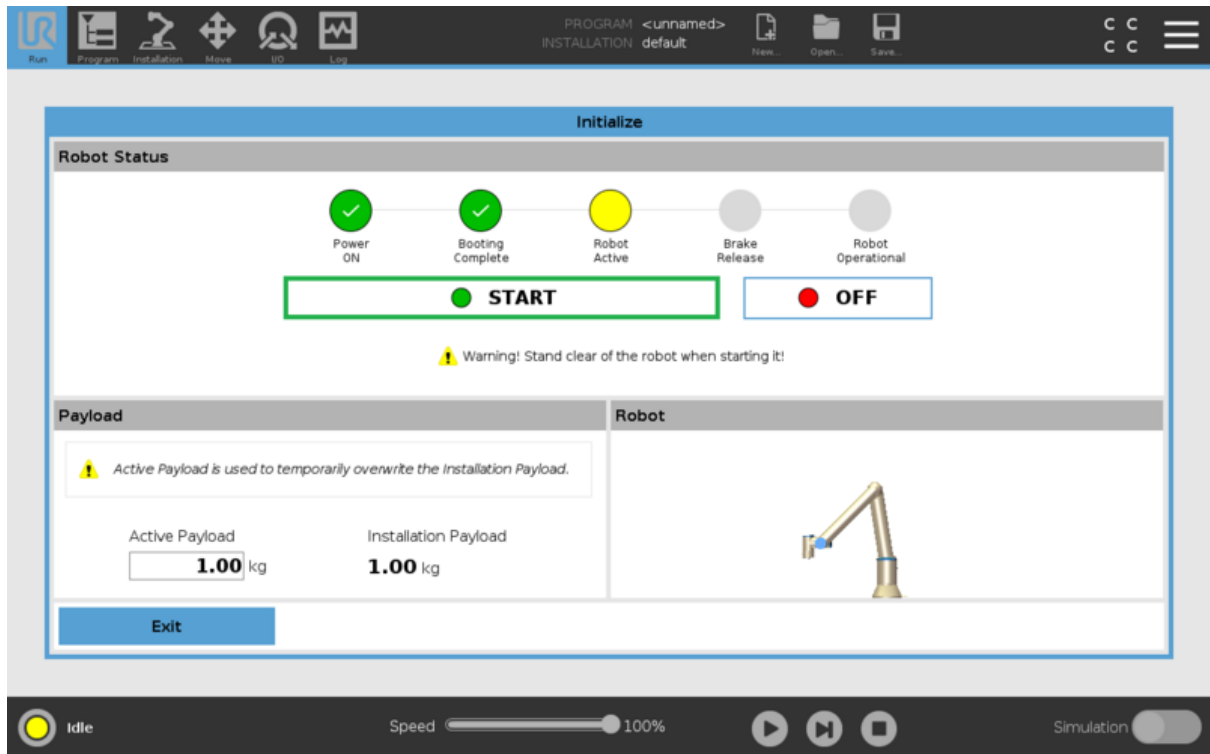 UR
PROGRAM <unnamed>
INSTALLATION default
C C
C C
Run Program Installation Move I/O Log New... Open... Save...
Initialize
Robot Status
Power
ON
Booting
Complete
Robot
Active
Brake
Release
Robot
Operational
START
OFF
Warning! Stand clear of the robot when starting it!
Payload
Active Payload is used to temporarily overwrite the Installation Payload.
Active Payload
1.00 kg
Installation Payload
1.00 kg
Robot
Exit
Idle
Speed 100%
Simulation